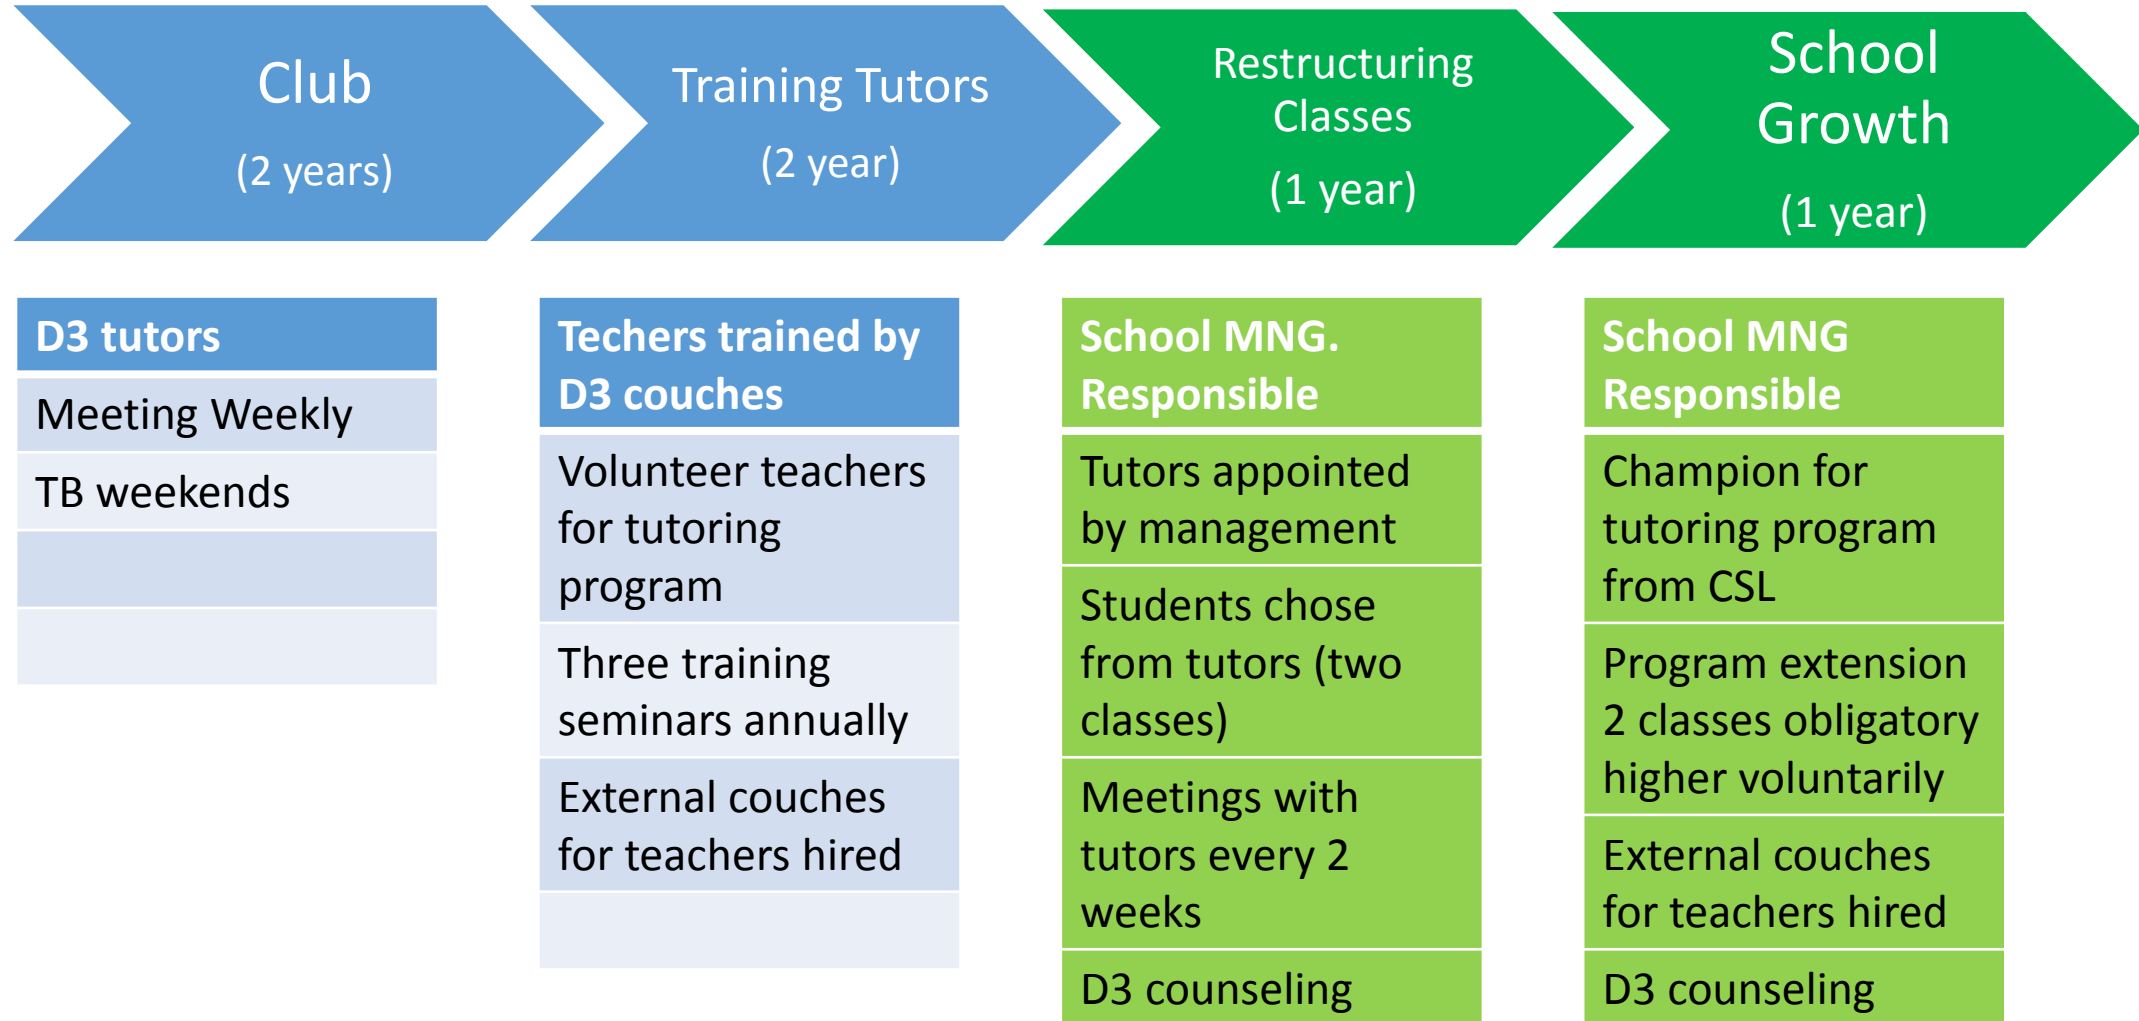 Club
(2 years)
Training Tutors
(2 year)
Restructuring
Classes
(1 year)
School
Growth
(1 year)
D3 tutors
Meeting Weekly
TB weekends
Techers trained by
D3 couches
Volunteer teachers
for tutoring
program
Three training
seminars annually
External couches
for teachers hired
School MNG.
Responsible
Tutors appointed
by management
Students chose
from tutors (two
classes)
Meetings with
tutors every 2
weeks
D3 counseling
School MNG
Responsible
Champion for
tutoring program
from CSL
Program extension
2 classes obligatory
higher voluntarily
External couches
for teachers hired
D3 counseling